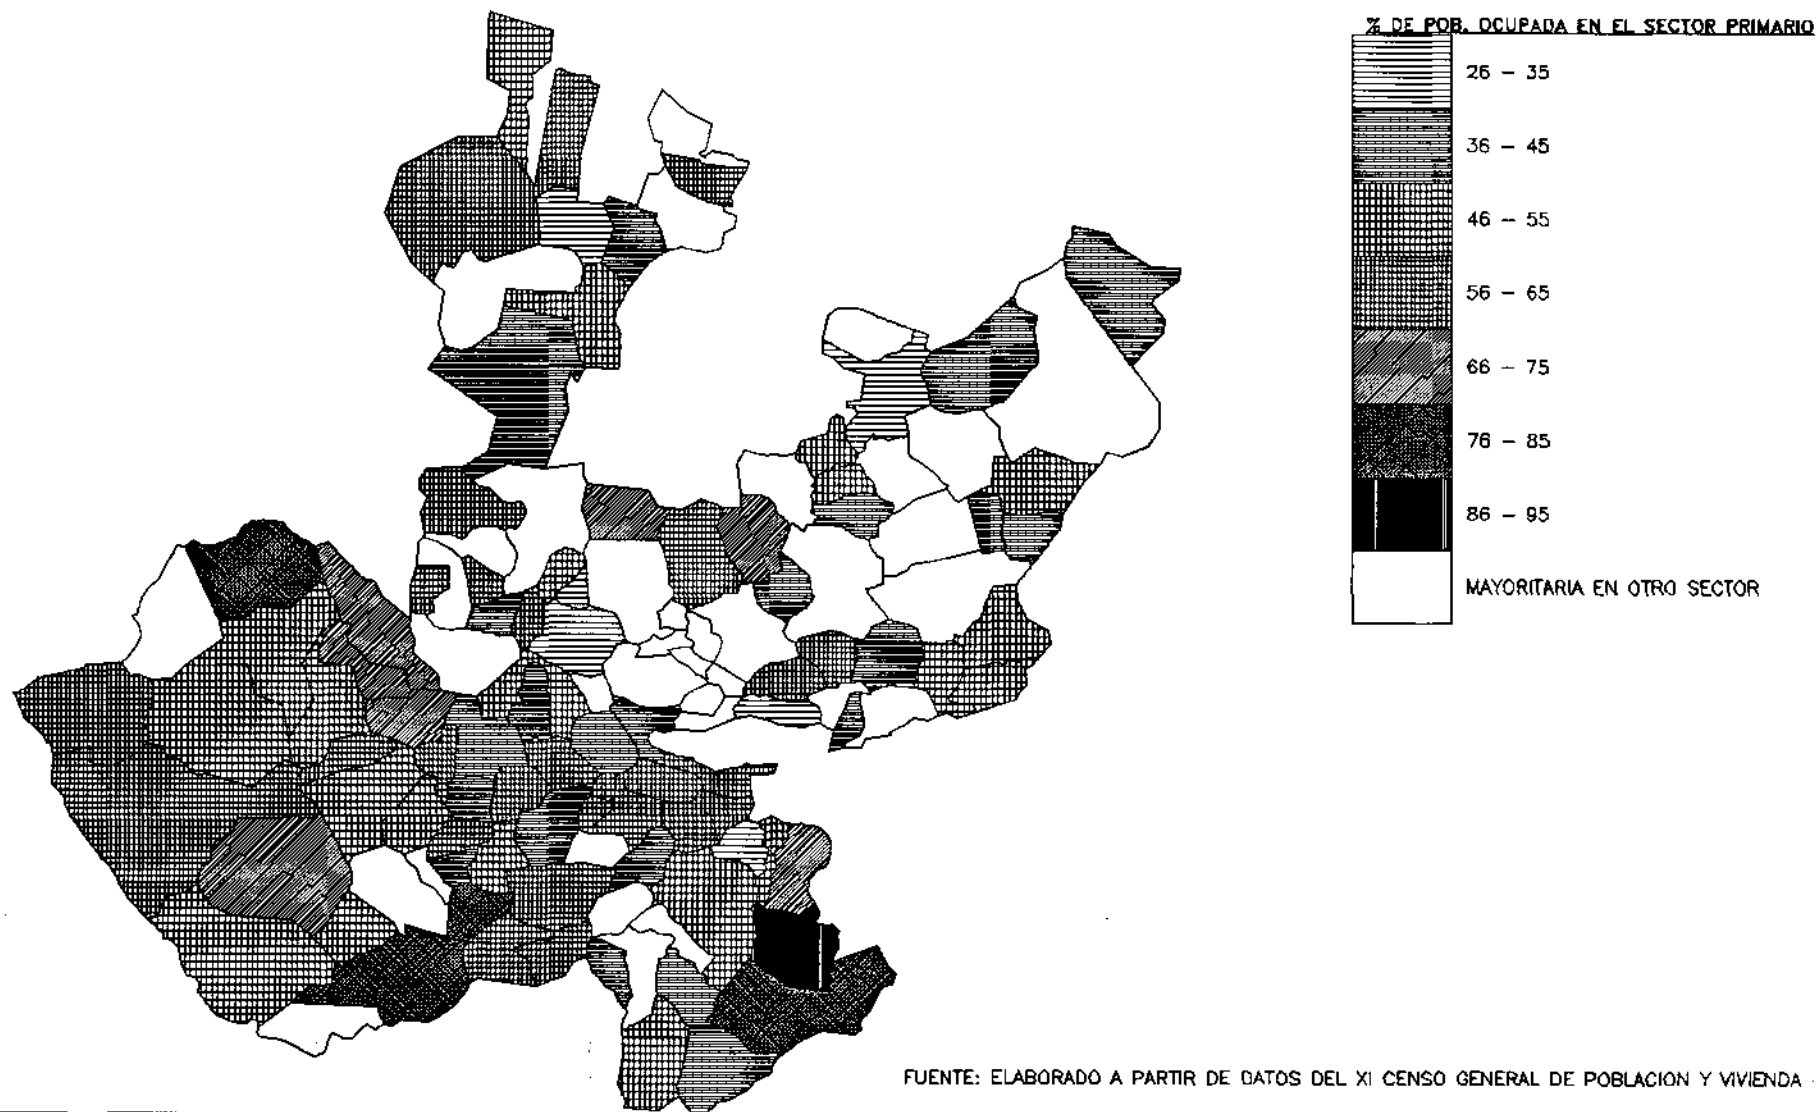 % DE POB. OCUPADA EN EL SECTOR PRIMARIO
26 - 35
36 - 45
46 - 55
56 - 65
66 - 75
76 - 85
86 - 95
MAYORITARIA EN OTRO SECTOR
FUENTE: ELABORADO A PARTIR DE DATOS DEL XI CENSO GENERAL DE POBLACION Y VIVIENDA